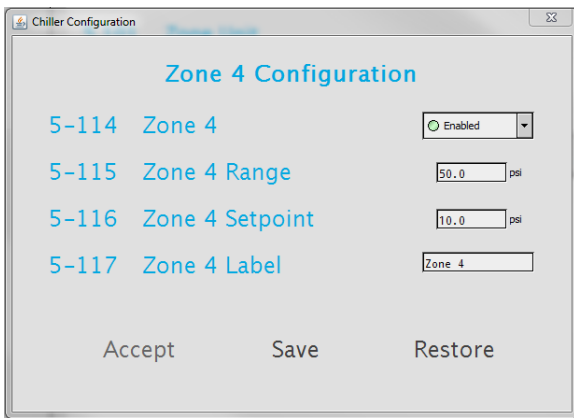 Chiller Configuration
Zone 4 Configuration
5-114 Zone 4 Enabled
5-115 Zone 4 Range 50.0 psi
5-116 Zone 4 Setpoint 10.0 psi
5-117 Zone 4 Label Zone 4
Accept Save Restore